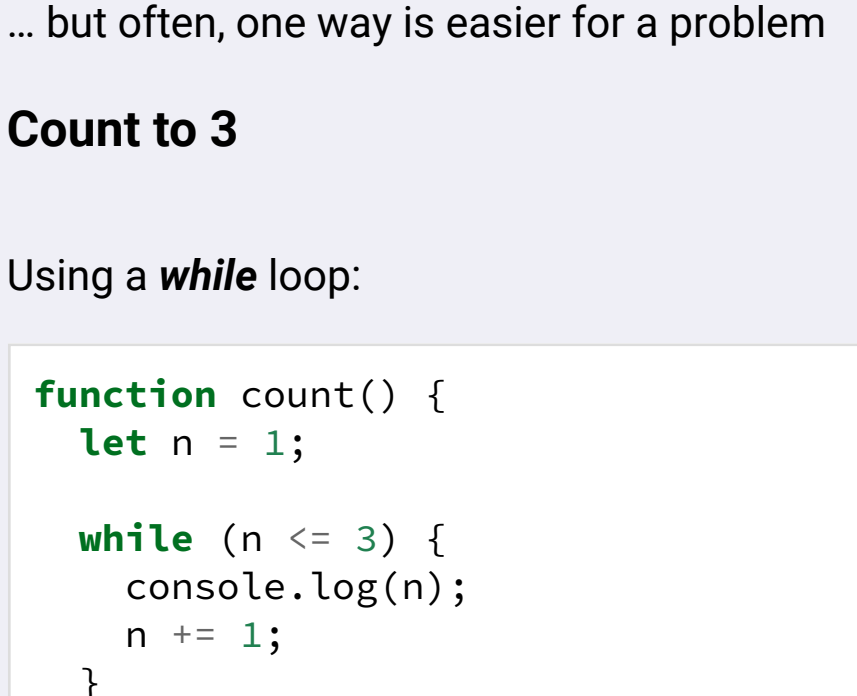 … but often, one way is easier for a problem
Count to 3
Using a while loop:
function count() {
  let n = 1;
  while (n <= 3) {
    console.log(n);
    n += 1;
  }